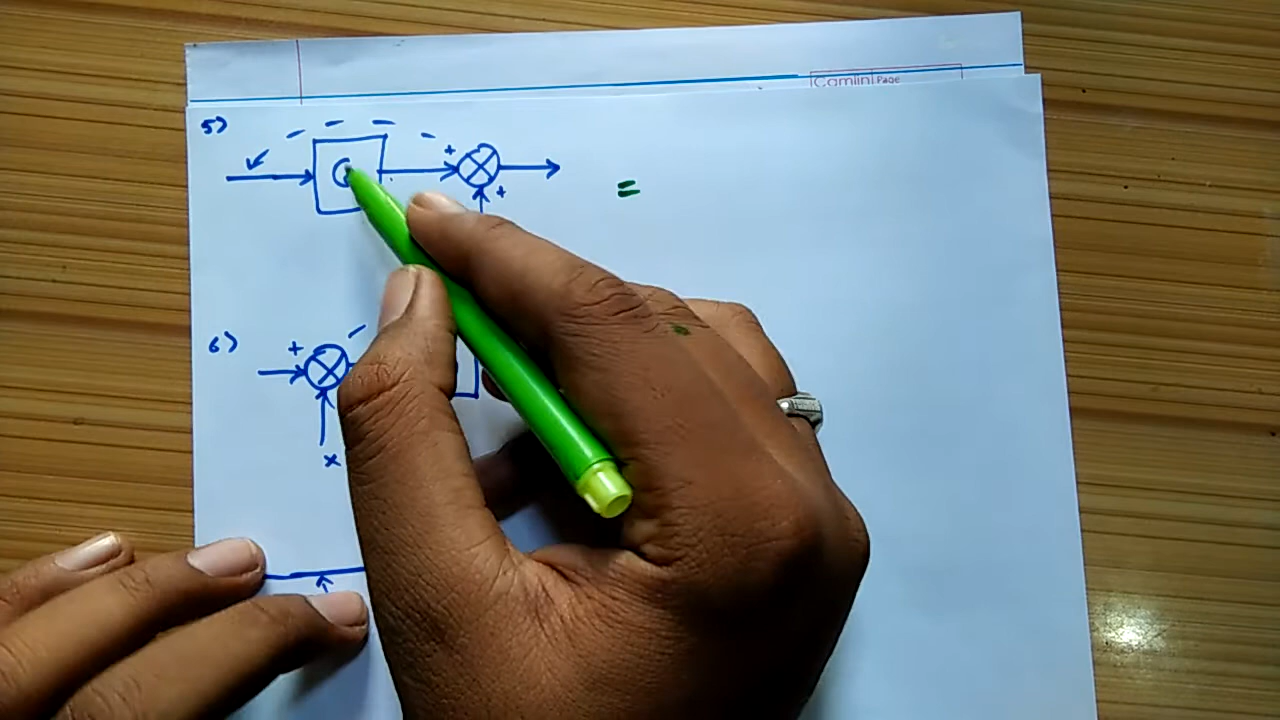 Camlin Page
5)
G
+
+
=
6)
+
x